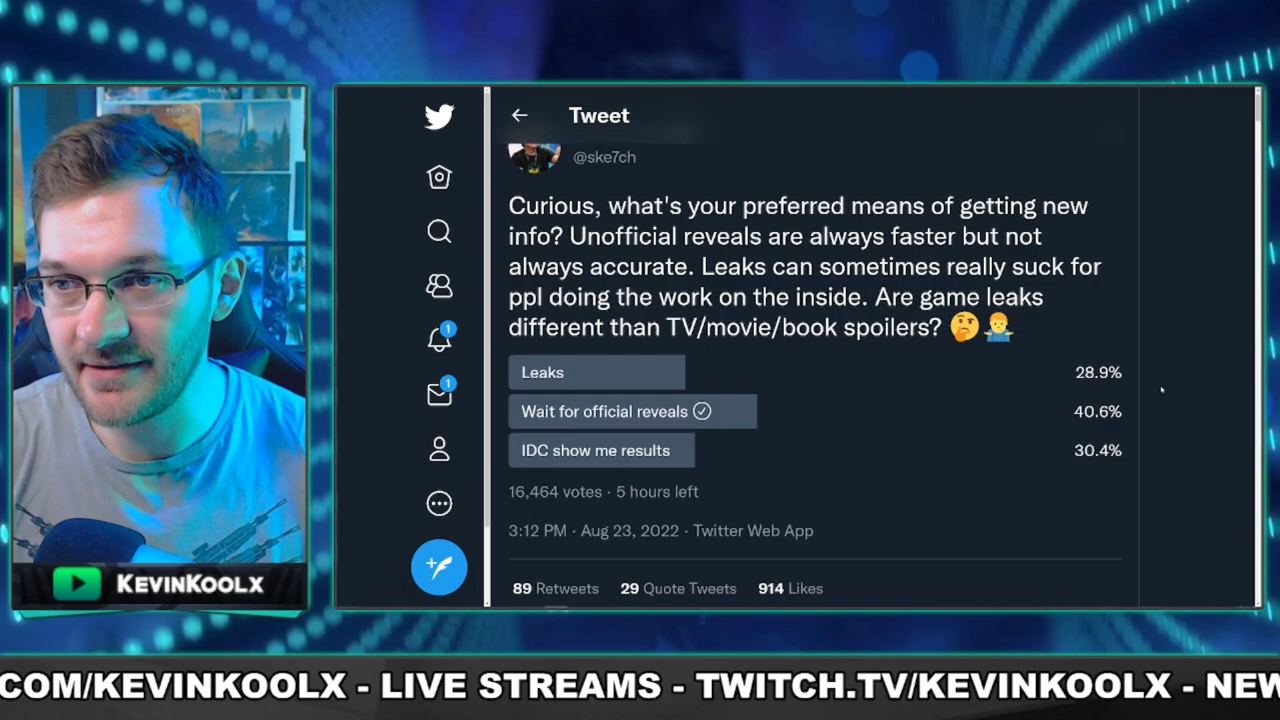 Tweet
@ske7ch
Curious, what's your preferred means of getting new
info? Unofficial reveals are always faster but not
always accurate. Leaks can sometimes really suck for
ppl doing the work on the inside. Are game leaks
different than TV/movie/book spoilers? 🤔 🤷‍♂️
Leaks 28.9%
Wait for official reveals 40.6%
IDC show me results 30.4%
16,464 votes · 5 hours left
3:12 PM · Aug 23, 2022 · Twitter Web App
89 Retweets 29 Quote Tweets 914 Likes
1
1
KEVINKOOLX
COM/KEVINKOOLX - LIVE STREAMS - TWITCH.TV/KEVINKOOLX - NEW